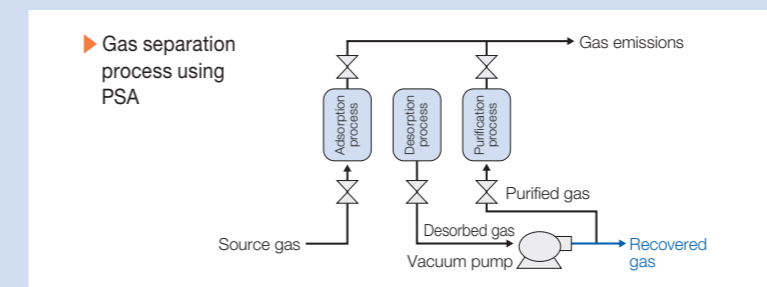 Gas separation
process using
PSA
Gas emissions
Adsorption
process
Desorption
process
Purification
process
Purified gas
Source gas
Desorbed gas
Vacuum pump
Recovered
gas